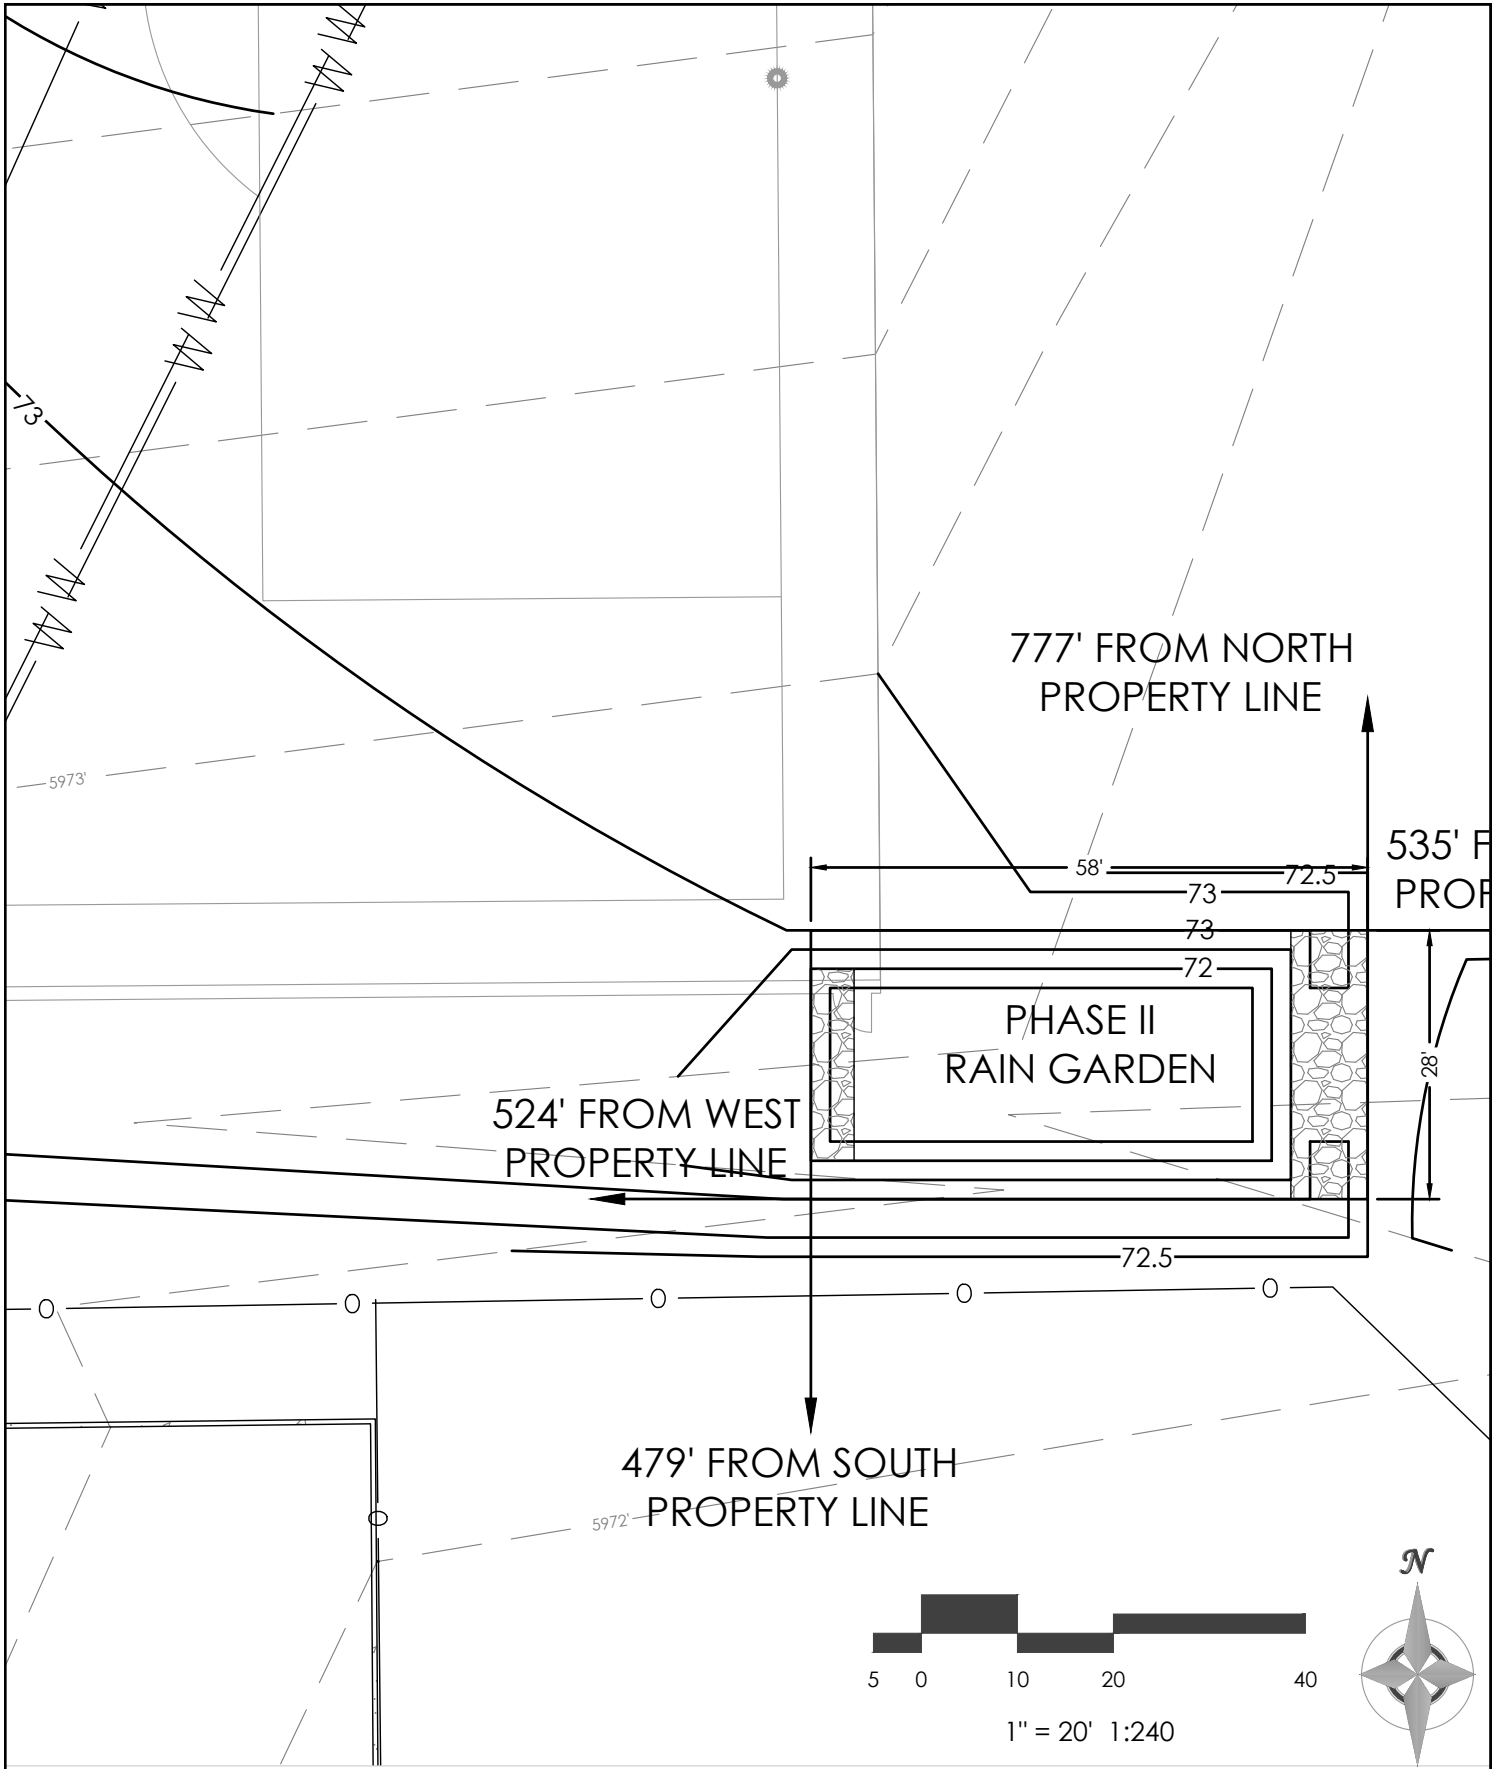 73
777' FROM NORTH
PROPERTY LINE
5973'
535' F
PROP
58'
72.5
73
73
72
PHASE II
RAIN GARDEN
28'
524' FROM WEST
PROPERTY LINE
72.5
O O O O O
479' FROM SOUTH
PROPERTY LINE
5972'
O
N
5 0 10 20 40
1" = 20' 1:240